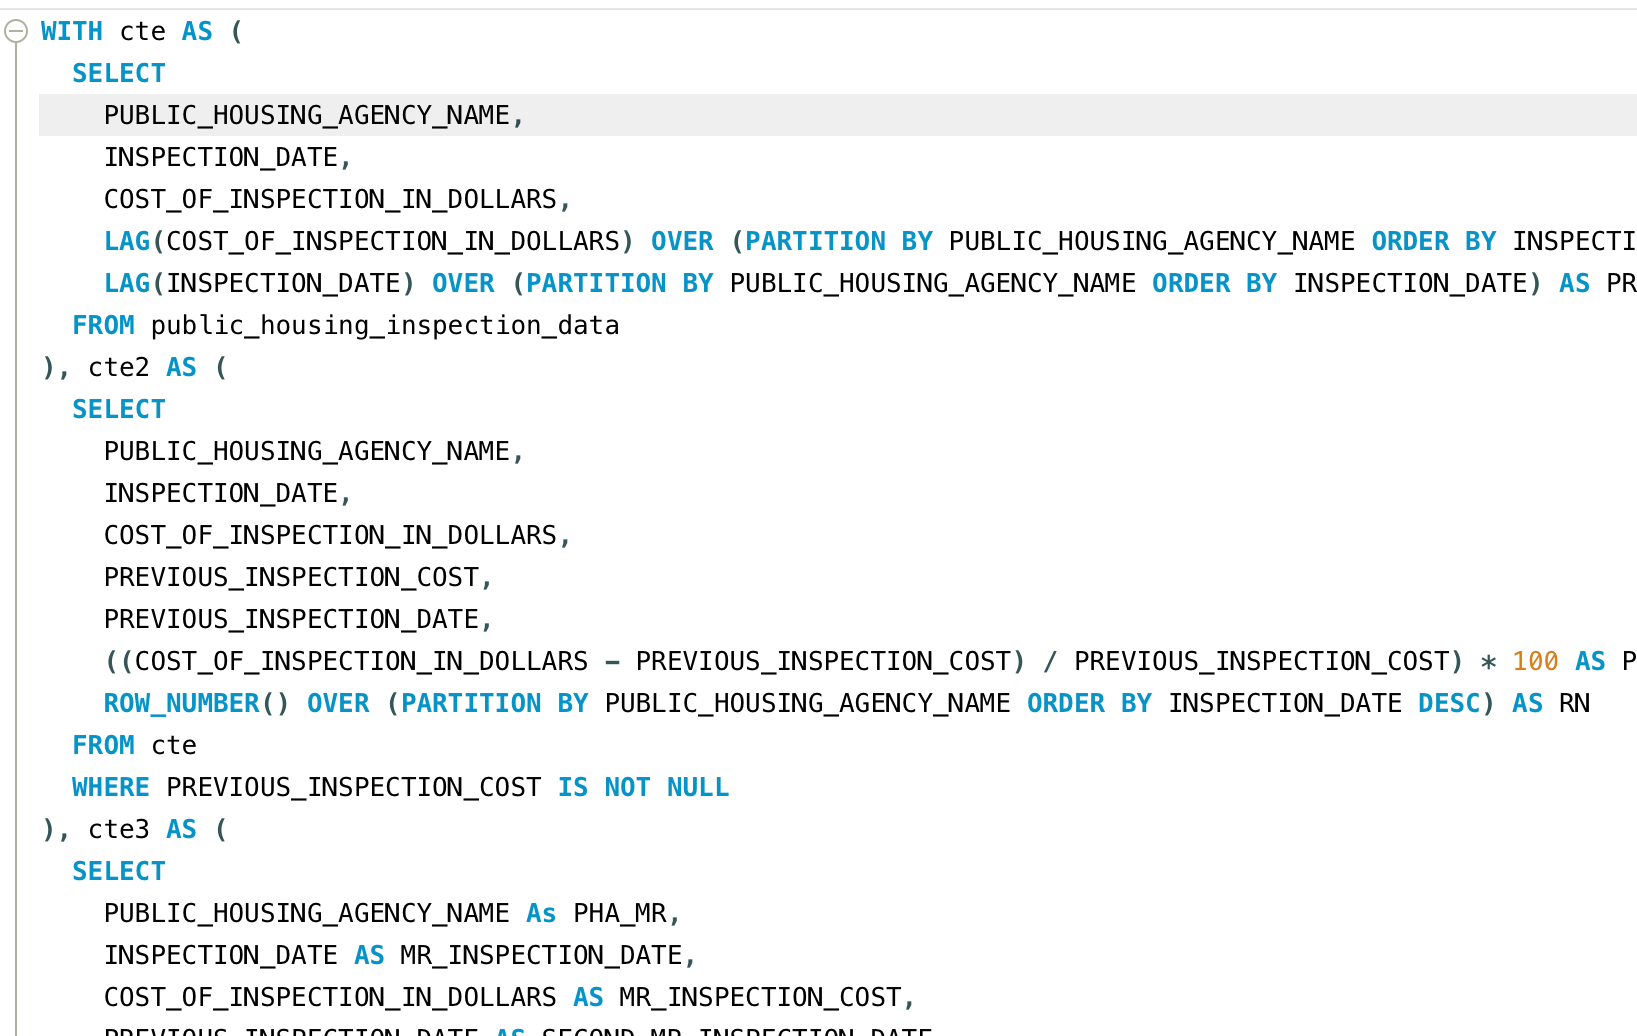 WITH cte AS (
SELECT
PUBLIC_HOUSING_AGENCY_NAME,
INSPECTION_DATE,
COST_OF_INSPECTION_IN_DOLLARS,
LAG(COST_OF_INSPECTION_IN_DOLLARS) OVER (PARTITION BY PUBLIC_HOUSING_AGENCY_NAME ORDER BY INSPECTI
LAG(INSPECTION_DATE) OVER (PARTITION BY PUBLIC_HOUSING_AGENCY_NAME ORDER BY INSPECTION_DATE) AS PR
FROM public_housing_inspection_data
), cte2 AS (
SELECT
PUBLIC_HOUSING_AGENCY_NAME,
INSPECTION_DATE,
COST_OF_INSPECTION_IN_DOLLARS,
PREVIOUS_INSPECTION_COST,
PREVIOUS_INSPECTION_DATE,
((COST_OF_INSPECTION_IN_DOLLARS - PREVIOUS_INSPECTION_COST) / PREVIOUS_INSPECTION_COST) * 100 AS P
ROW_NUMBER() OVER (PARTITION BY PUBLIC_HOUSING_AGENCY_NAME ORDER BY INSPECTION_DATE DESC) AS RN
FROM cte
WHERE PREVIOUS_INSPECTION_COST IS NOT NULL
), cte3 AS (
SELECT
PUBLIC_HOUSING_AGENCY_NAME As PHA_MR,
INSPECTION_DATE AS MR_INSPECTION_DATE,
COST_OF_INSPECTION_IN_DOLLARS AS MR_INSPECTION_COST,
PREVIOUS_INSPECTION_DATE AS SECOND_MR_INSPECTION_DATE